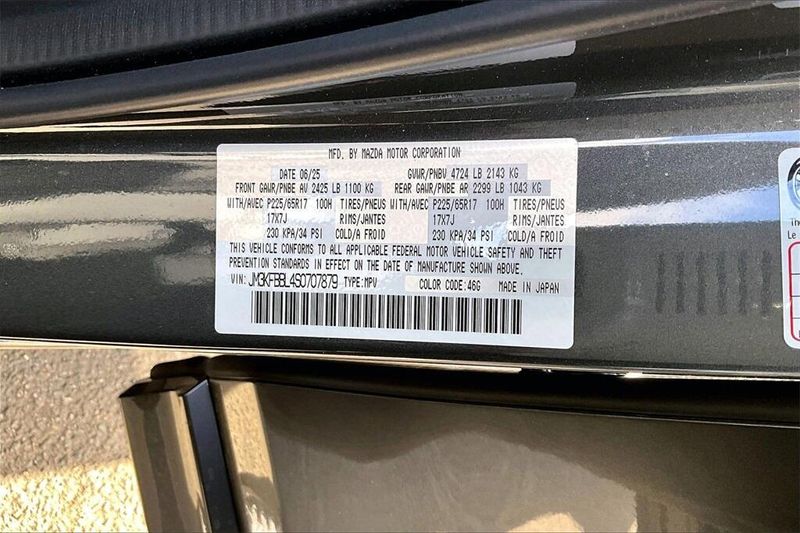 MFD. BY MAZDA MOTOR CORPORATION
DATE 06/25 GVWR/PNBV 4724 LB 2143 KG
FRONT GAWR/PNBE AV 2425 LB 1100 KG REAR GAWR/PNBE AR 2299 LB 1043 KG
WITH/AVEC P225/65R17 100H TIRES/PNEUS WITH/AVEC P225/65R17 100H TIRES/PNEUS
17X7J RIMS/JANTES 17X7J RIMS/JANTES
230 KPA/34 PSI COLD/A FROID 230 KPA/34 PSI COLD/A FROID
THIS VEHICLE CONFORMS TO ALL APPLICABLE FEDERAL MOTOR VEHICLE SAFETY AND THEFT
PREVENTION STANDARDS IN EFFECT ON THE DATE OF MANUFACTURE SHOWN ABOVE.
VIN: JM3KFBBL4S0707879 TYPE:MPV COLOR CODE:46G MADE IN JAPAN
Le